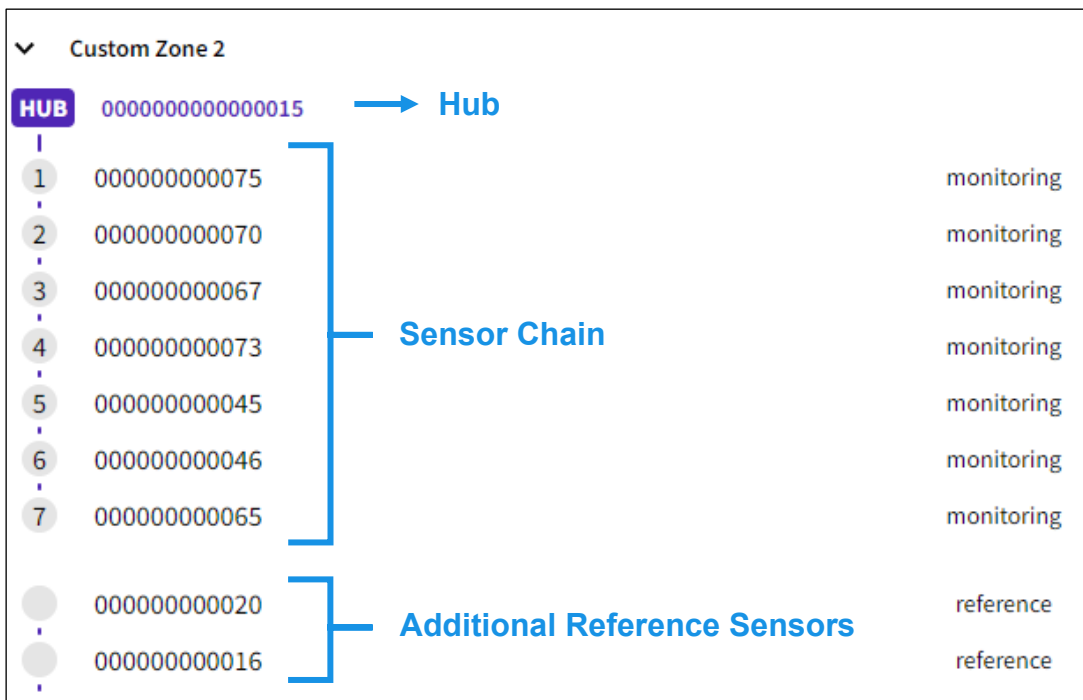 Custom Zone 2
HUB 0000000000000015 Hub
1 000000000075 monitoring
2 000000000070 monitoring
3 000000000067 monitoring
4 000000000073 monitoring
Sensor Chain
5 000000000045 monitoring
6 000000000046 monitoring
7 000000000065 monitoring
000000000020 reference
Additional Reference Sensors
000000000016 reference